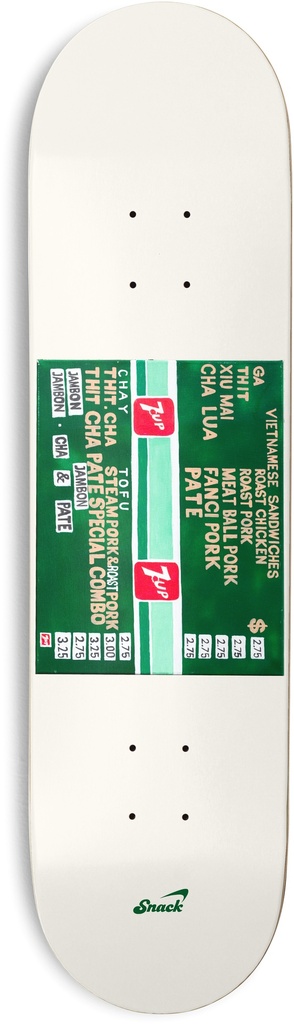 VIETNAMESE SANDWICHES $
GA ROAST CHICKEN 2.75
THIT ROAST PORK 2.75
XIU MAI MEAT BALL PORK 2.75
CHA LUA FANCI PORK 2.75
PATE 2.75
7UP 7UP
CHAY TOFU 2.75
THIT. CHA STEAM PORK & ROAST PORK 3.00
THIT CHA PATE SPECIAL COMBO 3.25
JAMBON JAMBON 2.75
JAMBON . CHA & PATE 3.25
Snack